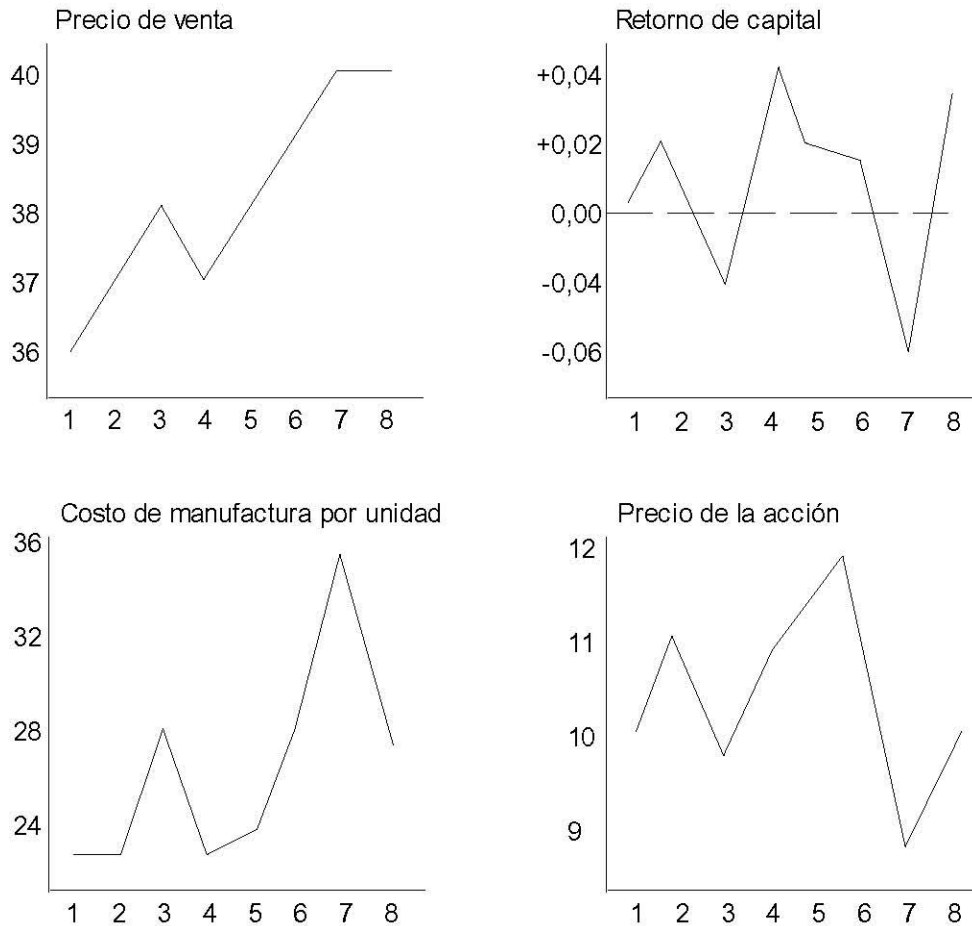 Precio de venta
40
39
38
37
36
1 2 3 4 5 6 7 8
Retorno de capital
+0,04
+0,02
0,00
-0,04
-0,06
1 2 3 4 5 6 7 8
Costo de manufactura por unidad
36
32
28
24
1 2 3 4 5 6 7 8
Precio de la acción
12
11
10
9
1 2 3 4 5 6 7 8